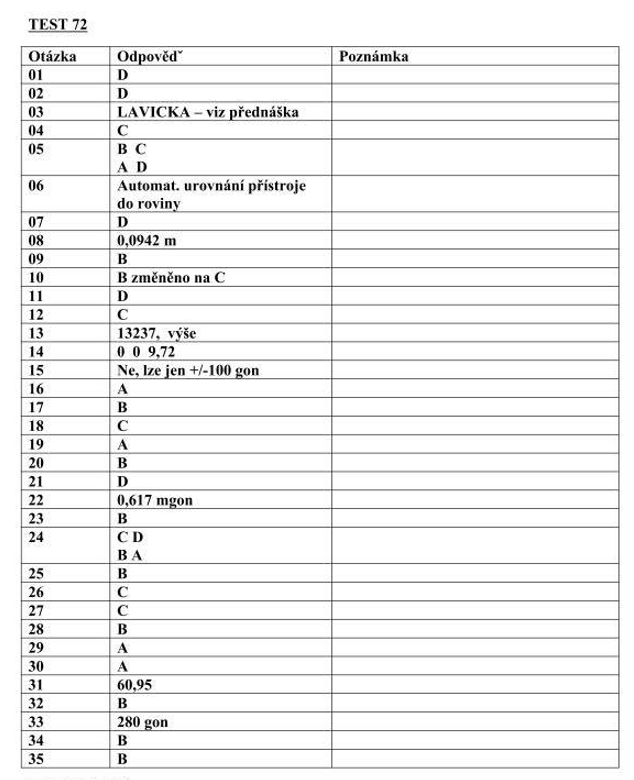 TEST 72
Otázka Odpovědˇ Poznámka
01 D
02 D
03 LAVICKA – viz přednáška
04 C
05 B C
A D
06 Automat. urovnání přístroje
do roviny
07 D
08 0,0942 m
09 B
10 B změněno na C
11 D
12 C
13 13237, výše
14 0 0 9,72
15 Ne, lze jen +/-100 gon
16 A
17 B
18 C
19 A
20 B
21 D
22 0,617 mgon
23 B
24 C D
B A
25 B
26 C
27 C
28 B
29 A
30 A
31 60,95
32 B
33 280 gon
34 B
35 B